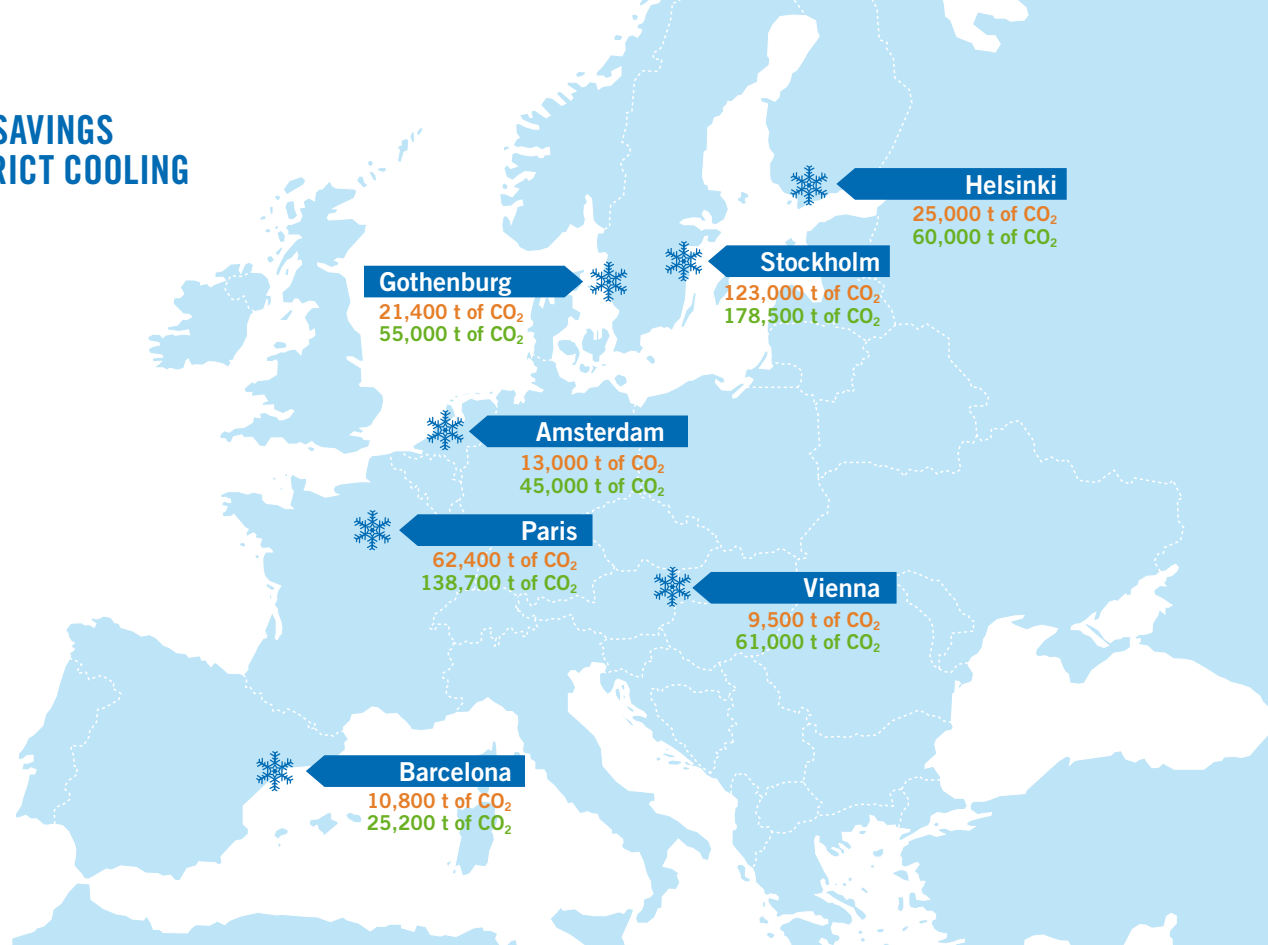 SAVINGS
RICT COOLING
Helsinki
25,000 t of CO₂
60,000 t of CO₂
Stockholm
123,000 t of CO₂
178,500 t of CO₂
Gothenburg
21,400 t of CO₂
55,000 t of CO₂
Amsterdam
13,000 t of CO₂
45,000 t of CO₂
Paris
62,400 t of CO₂
138,700 t of CO₂
Vienna
9,500 t of CO₂
61,000 t of CO₂
Barcelona
10,800 t of CO₂
25,200 t of CO₂